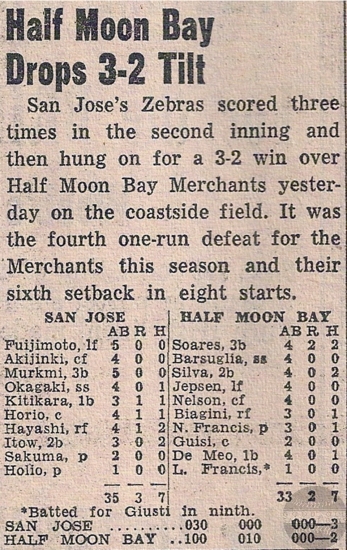 Half Moon Bay
Drops 3-2 Tilt
San Jose's Zebras scored three
times in the second inning and
then hung on for a 3-2 win over
Half Moon Bay Merchants yester-
day on the coastside field. It was
the fourth one-run defeat for the
Merchants this season and their
sixth setback in eight starts.
SAN JOSE
AB R H
Fuijimoto, lf 5 0 0
Akijinki, cf 4 0 0
Murkmi, 3b 5 0 0
Okagaki, ss 4 0 1
Kitikara, 1b 3 1 1
Horio, c 4 1 1
Hayashi, rf 4 1 2
Itow, 2b 3 0 2
Sakuma, p 2 0 0
Holio, p 1 0 0
35 3 7
HALF MOON BAY
AB R H
Soares, 3b 4 2 2
Barsuglia, ss 4 0 0
Silva, 2b 4 0 2
Jepsen, lf 4 0 0
Nelson, cf 4 0 0
Biagini, rf 3 0 1
N. Francis, p 3 0 1
Guisi, c 2 0 0
De Meo, 1b 4 0 1
L. Francis,* 1 0 0
33 2 7
*Batted for Giusti in ninth.
SAN JOSE ..........030 000 000—3
HALF MOON BAY ..100 010 000—2